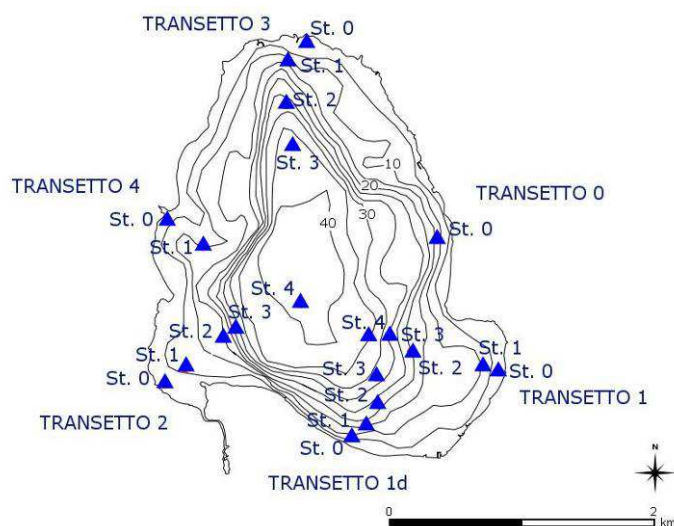 TRANSETTO 3
St. 0
St. 1
St. 2
St. 3
10
20
30
40
TRANSETTO 4
St. 0
St. 1
TRANSETTO 0
St. 0
St. 4
St. 3
St. 2
St. 4
St. 3
St. 2
St. 1
St. 0
St. 1
St. 0
St. 3
St. 2
St. 1
St. 0
TRANSETTO 1
TRANSETTO 2
TRANSETTO 1d
N
0 2
km